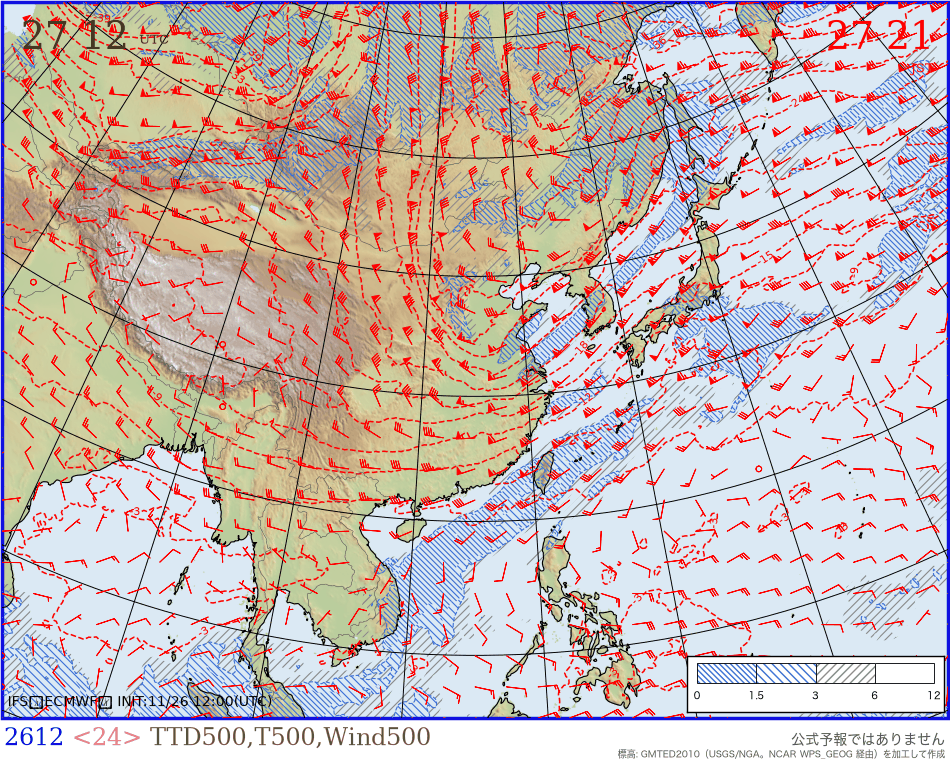 27 12 UTC
27 21
IFS ECMWF INIT:11/26 12:00(UTC)
0 1.5 3 6 12
2612 <24> TTD500,T500,Wind500
公式予報ではありません
標高: GMTED2010（USGS/NGA。NCAR WPS_GEOG 経由）を加工して作成